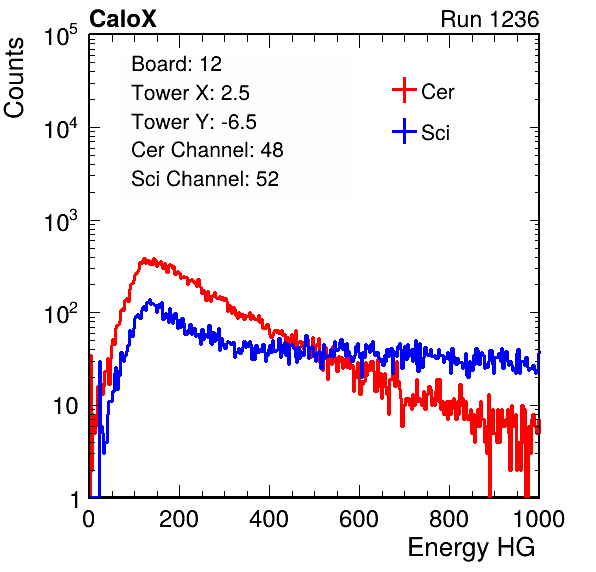 CaloX Run 1236
Counts
10^5
10^4
10^3
10^2
10
1
Board: 12
Tower X: 2.5
Tower Y: -6.5
Cer Channel: 48
Sci Channel: 52
Cer
Sci
0 200 400 600 800 1000
Energy HG